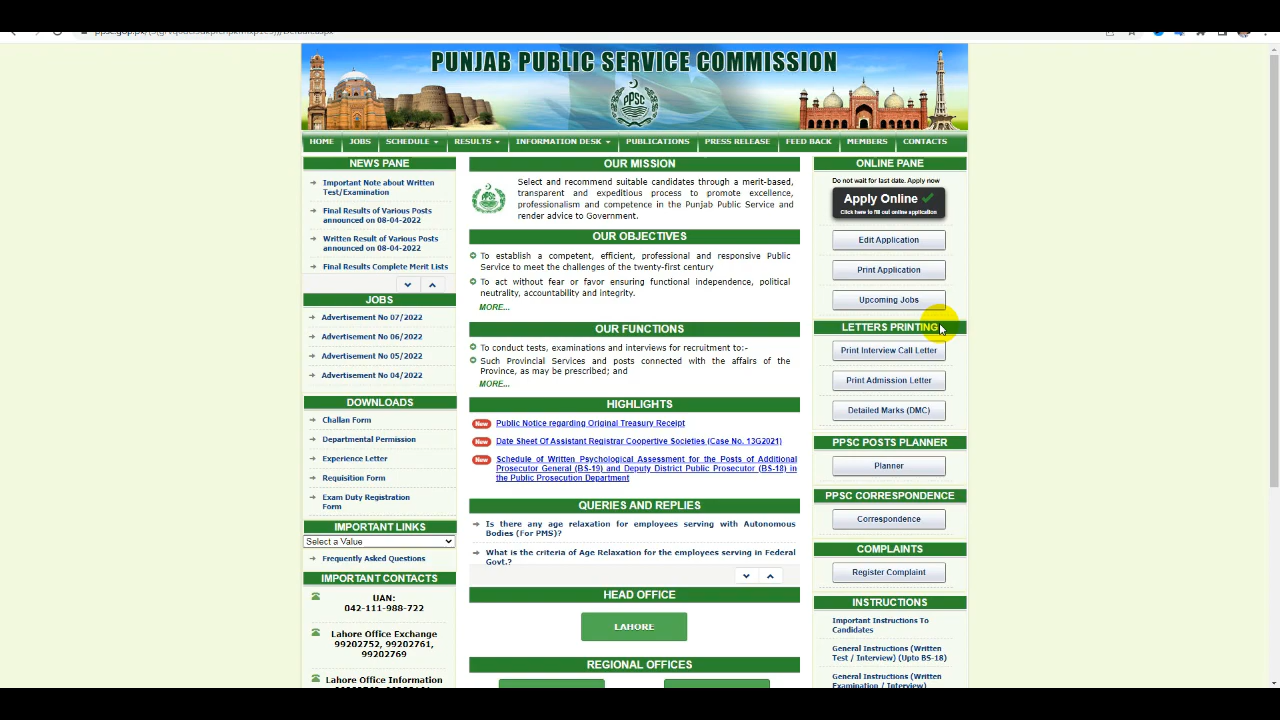 PUNJAB PUBLIC SERVICE COMMISSION
PPSC
HOME
JOBS
SCHEDULE
RESULTS
INFORMATION DESK
PUBLICATIONS
PRESS RELEASE
FEED BACK
MEMBERS
CONTACTS
NEWS PANE
Important Note about Written
Test/Examination
Final Results of Various Posts
announced on 08-04-2022
Written Result of Various Posts
announced on 08-04-2022
Final Results Complete Merit Lists
JOBS
Advertisement No 07/2022
Advertisement No 06/2022
Advertisement No 05/2022
Advertisement No 04/2022
DOWNLOADS
Challan Form
Departmental Permission
Experience Letter
Requisition Form
Exam Duty Registration
Form
IMPORTANT LINKS
Select a Value
Frequently Asked Questions
IMPORTANT CONTACTS
UAN:
042-111-988-722
Lahore Office Exchange
99202752, 99202761,
99202769
Lahore Office Information
OUR MISSION
Select and recommend suitable candidates through a merit-based,
transparent and expeditious process to promote excellence,
professionalism and competence in the Punjab Public Service and
render advice to Government.
OUR OBJECTIVES
To establish a competent, efficient, professional and responsive Public
Service to meet the challenges of the twenty-first century
To act without fear or favor ensuring functional independence, political
neutrality, accountability and integrity.
MORE...
OUR FUNCTIONS
To conduct tests, examinations and interviews for recruitment to:-
Such Provincial Services and posts connected with the affairs of the
Province, as may be prescribed; and
MORE...
HIGHLIGHTS
New Public Notice regarding Original Treasury Receipt
New Date Sheet Of Assistant Registrar Coopertive Societies (Case No. 13G2021)
New Schedule of Written Psychological Assessment for the Posts of Additional
Prosecutor General (BS-19) and Deputy District Public Prosecutor (BS-18) in
the Public Prosecution Department
QUERIES AND REPLIES
Is there any age relaxation for employees serving with Autonomous
Bodies (For PMS)?
What is the criteria of Age Relaxation for the employees serving in Federal
Govt.?
HEAD OFFICE
LAHORE
REGIONAL OFFICES
ONLINE PANE
Do not wait for last date. Apply now
Apply Online
Click here to fill out online application
Edit Application
Print Application
Upcoming Jobs
LETTERS PRINTING
Print Interview Call Letter
Print Admission Letter
Detailed Marks (DMC)
PPSC POSTS PLANNER
Planner
PPSC CORRESPONDENCE
Correspondence
COMPLAINTS
Register Complaint
INSTRUCTIONS
Important Instructions To
Candidates
General Instructions (Written
Test / Interview) (Upto BS-18)
General Instructions (Written
Examination / Interview)